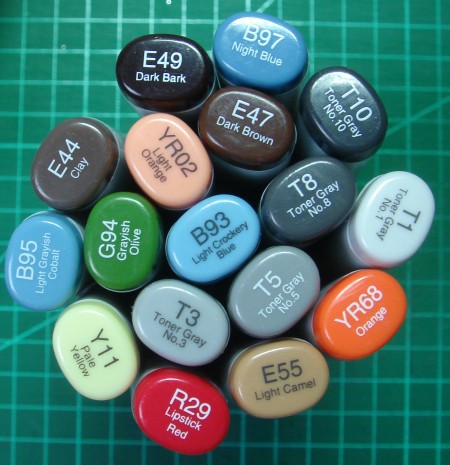 B97
Night Blue
E49
Dark Bark
T10
Toner Gray
No.10
E47
Dark Brown
E44
Clay
YR02
Light
Orange
T8
Toner Gray
No.8
T1
Toner Gray
No.1
B95
Light Grayish
Cobalt
G94
Grayish
Olive
B93
Light Crockery
Blue
T5
Toner Gray
No.5
T3
Toner Gray
No.3
YR68
Orange
Y11
Pale
Yellow
E55
Light Camel
R29
Lipstick
Red